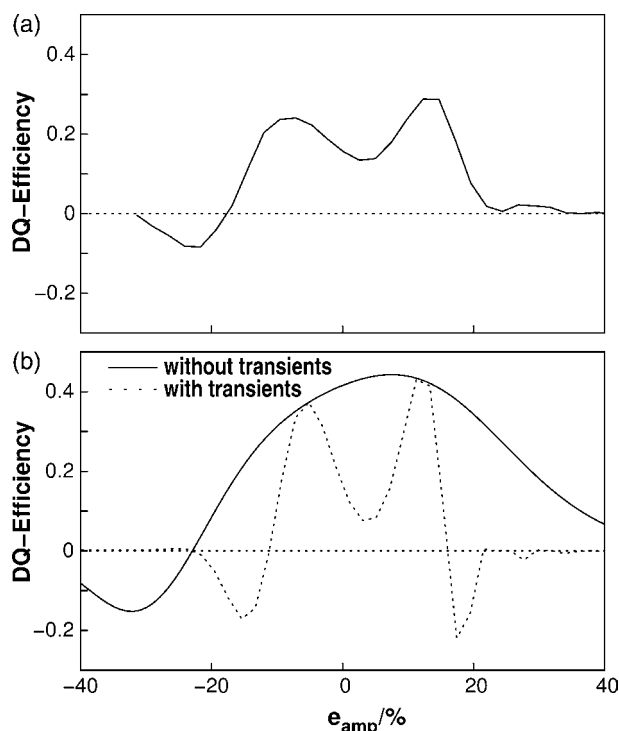 (a)
0.4
0.2
0
−0.2
DQ−Efficiency
(b)
without transients
with transients
0.4
0.2
0
−0.2
DQ−Efficiency
−40
−20
0
20
40
e_amp/%